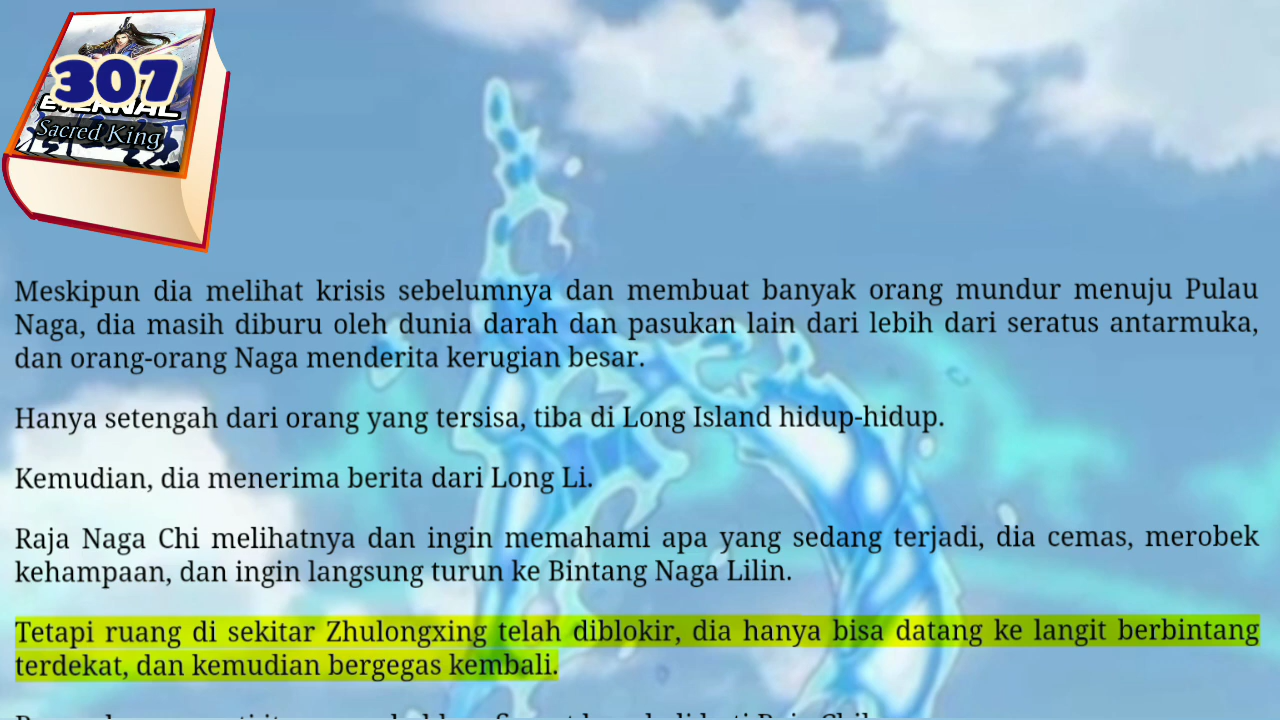 307
ETERNAL
Sacred King
Meskipun dia melihat krisis sebelumnya dan membuat banyak orang mundur menuju Pulau
Naga, dia masih diburu oleh dunia darah dan pasukan lain dari lebih dari seratus antarmuka,
dan orang-orang Naga menderita kerugian besar.
Hanya setengah dari orang yang tersisa, tiba di Long Island hidup-hidup.
Kemudian, dia menerima berita dari Long Li.
Raja Naga Chi melihatnya dan ingin memahami apa yang sedang terjadi, dia cemas, merobek
kehampaan, dan ingin langsung turun ke Bintang Naga Lilin.
Tetapi ruang di sekitar Zhulongxing telah diblokir, dia hanya bisa datang ke langit berbintang
terdekat, dan kemudian bergegas kembali.